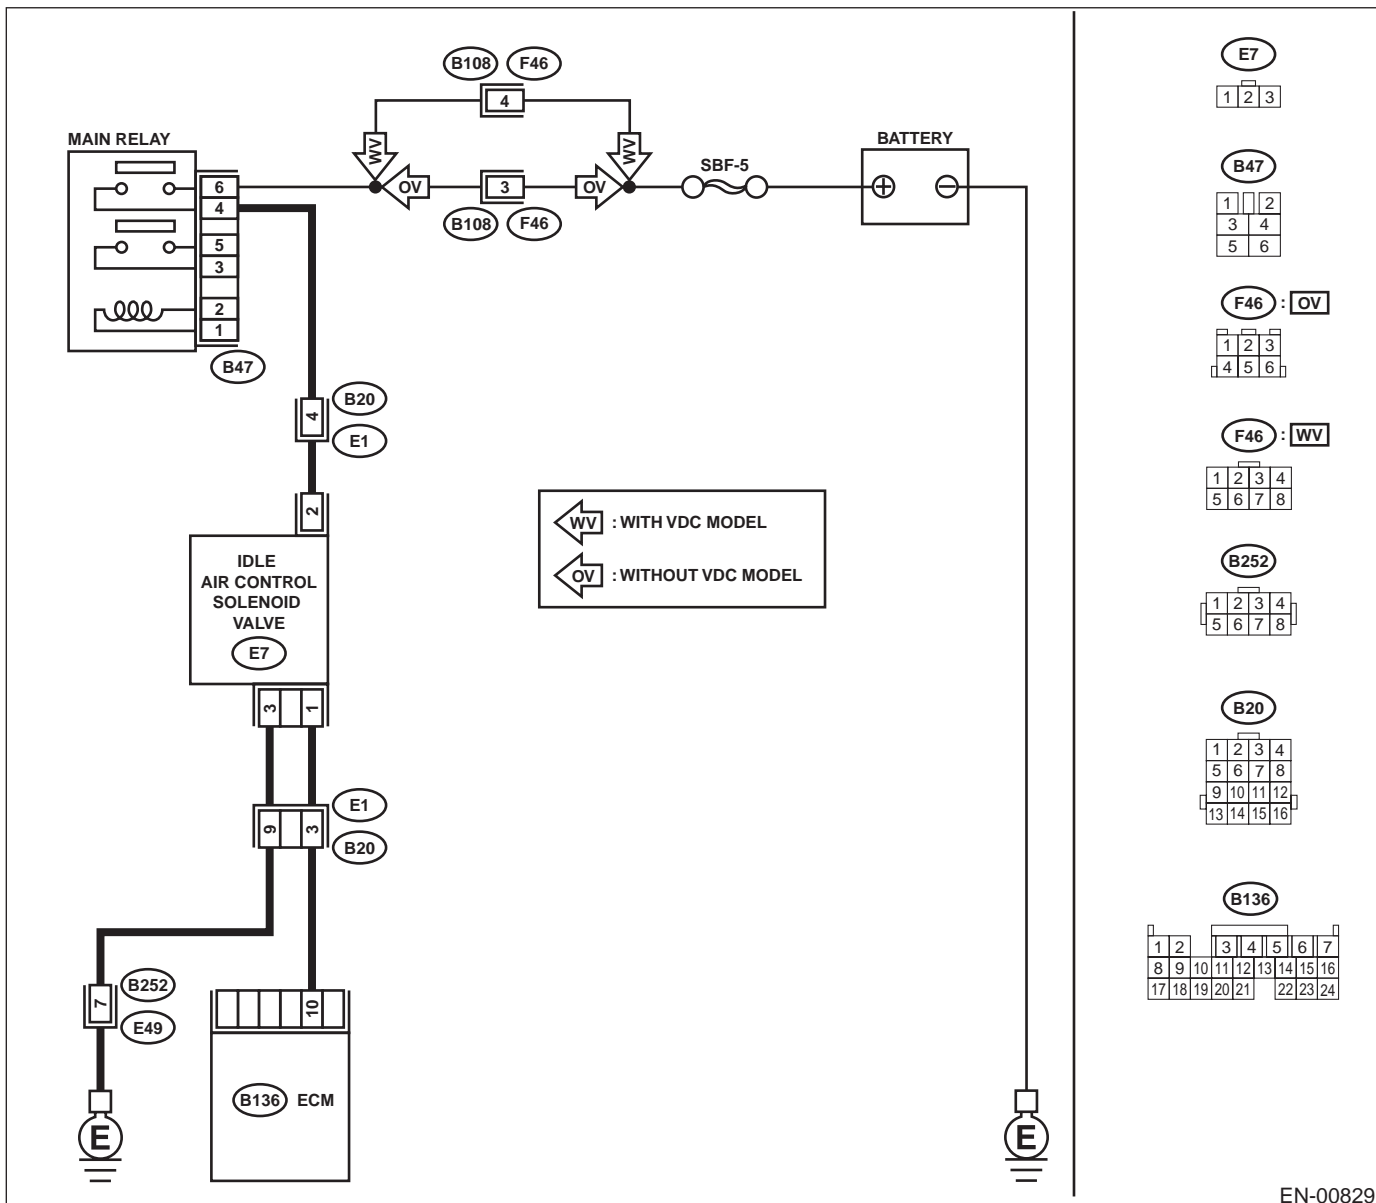 B108 F46
4
MAIN RELAY
BATTERY
SBF-5
WV WV
6
OV 3 OV
+ −
4
B108 F46
5
3
2
1
B47
4
B20
E1
2
IDLE
AIR CONTROL
SOLENOID
VALVE
E7
WV : WITH VDC MODEL
OV : WITHOUT VDC MODEL
3 1
E1
9 3
B20
7
B252
E49
10
B136 ECM
E
E
E7
1 2 3
B47
1 2
3 4
5 6
F46 : OV
1 2 3
4 5 6
F46 : WV
1 2 3 4
5 6 7 8
B252
1 2 3 4
5 6 7 8
B20
1 2 3 4
5 6 7 8
9 10 11 12
13 14 15 16
B136
1 2 3 4 5 6 7
8 9 10 11 12 13 14 15 16
17 18 19 20 21 22 23 24
EN-00829